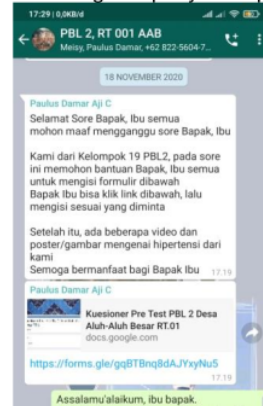 17:29 | 0,0KB/d
PBL 2, RT 001 AAB
Meisy, Paulus Damar, +62 822-5604-7...
18 NOVEMBER 2020
Paulus Damar Aji C
Selamat Sore Bapak, Ibu semua
mohon maaf mengganggu sore Bapak, Ibu
Kami dari Kelompok 19 PBL2, pada sore
ini memohon bantuan Bapak, Ibu semua
untuk mengisi formulir dibawah
Bapak Ibu bisa klik link dibawah, lalu
mengisi sesuai yang diminta
Setelah itu, ada beberapa video dan
poster/gambar mengenai hipertensi dari
kami
Semoga bermanfaat bagi Bapak Ibu 17.19
Paulus Damar Aji C
Kuesioner Pre Test PBL 2 Desa
Aluh-Aluh Besar RT.01
docs.google.com
https://forms.gle/gqBTBnq8dAJYxyNu5
17.19
Assalamu'alaikum, ibu bapak.